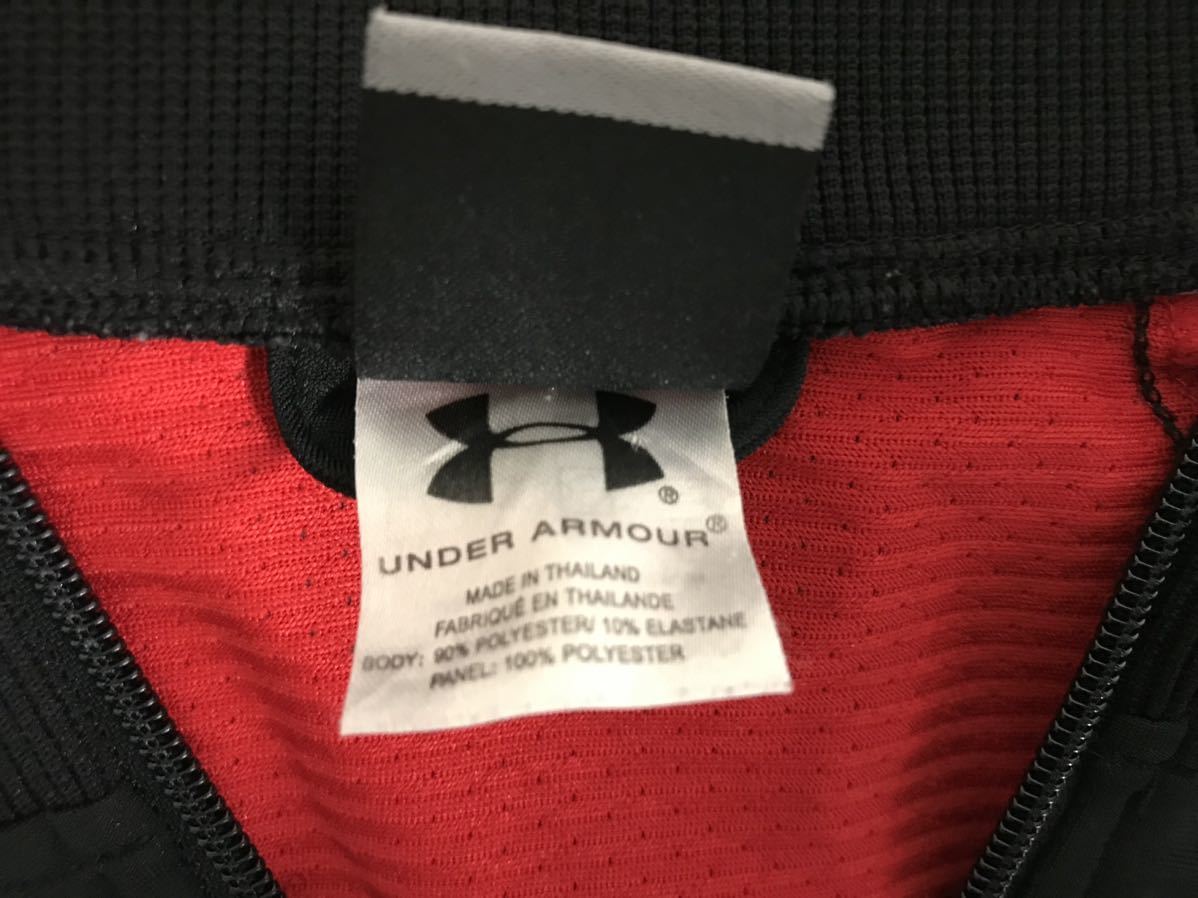 ®
UNDER ARMOUR®
MADE IN THAILAND
FABRIQUÉ EN THAILANDE
BODY: 90% POLYESTER/ 10% ELASTANE
PANEL: 100% POLYESTER